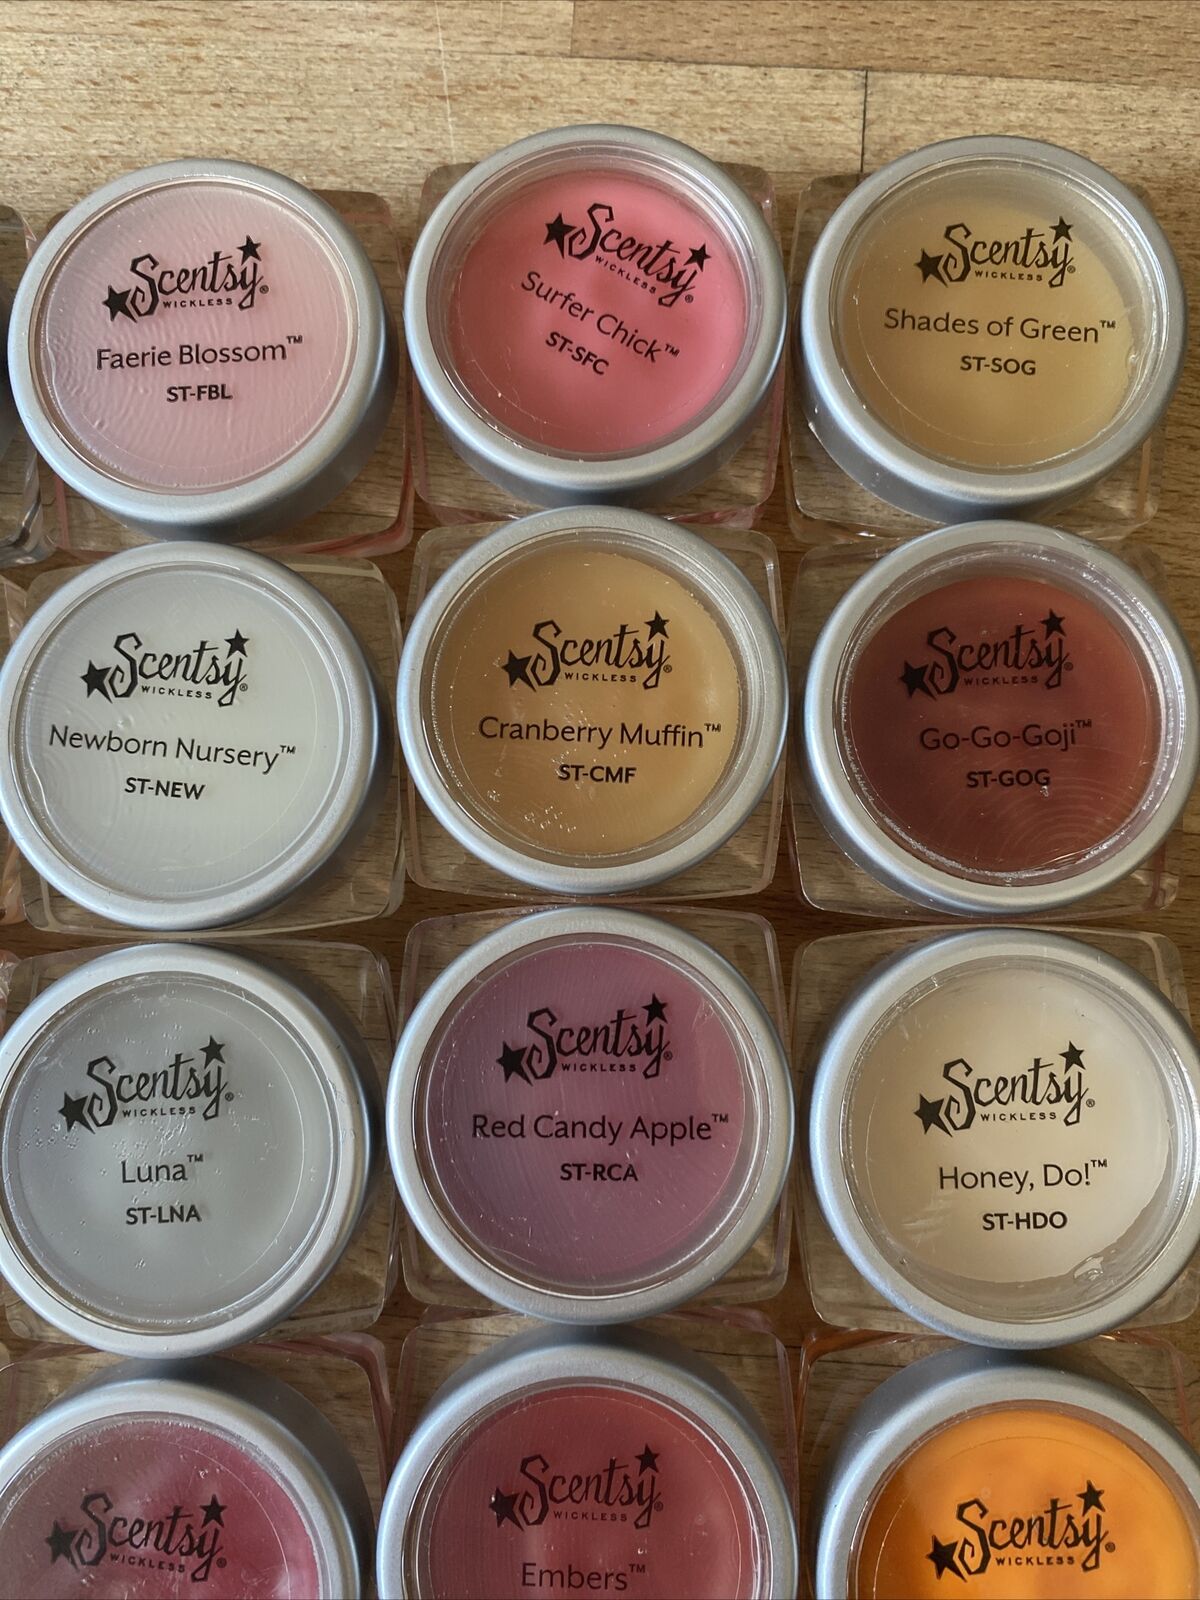 Scentsy®
WICKLESS
Faerie Blossom™
ST-FBL
Scentsy®
WICKLESS
Surfer Chick™
ST-SFC
Scentsy®
WICKLESS
Shades of Green™
ST-SOG
Scentsy®
WICKLESS
Newborn Nursery™
ST-NEW
Scentsy®
WICKLESS
Cranberry Muffin™
ST-CMF
Scentsy®
WICKLESS
Go-Go-Goji™
ST-GOG
Scentsy®
WICKLESS
Luna™
ST-LNA
Scentsy®
WICKLESS
Red Candy Apple™
ST-RCA
Scentsy®
WICKLESS
Honey, Do!™
ST-HDO
Scentsy®
WICKLESS
Scentsy®
WICKLESS
Embers™
Scentsy®
WICKLESS